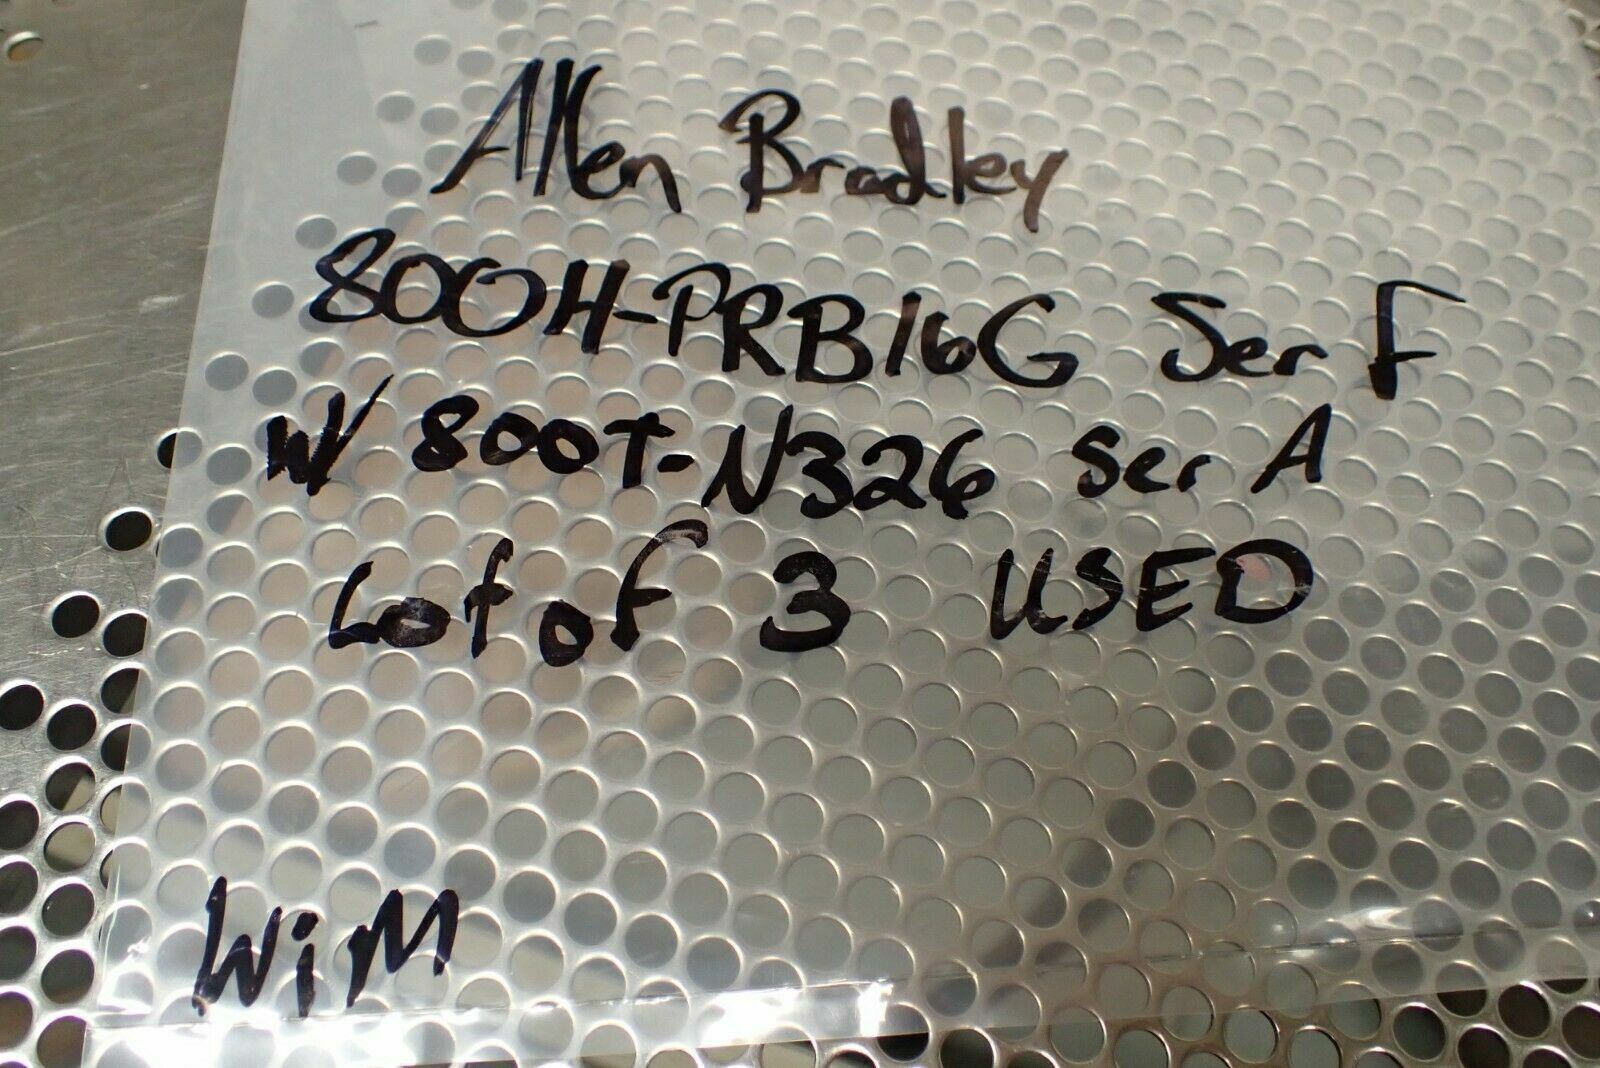 Allen Bradley
800H-PRB16G Ser F
W/ 800T-N326 Ser A
Lot of 3 USED
WiM